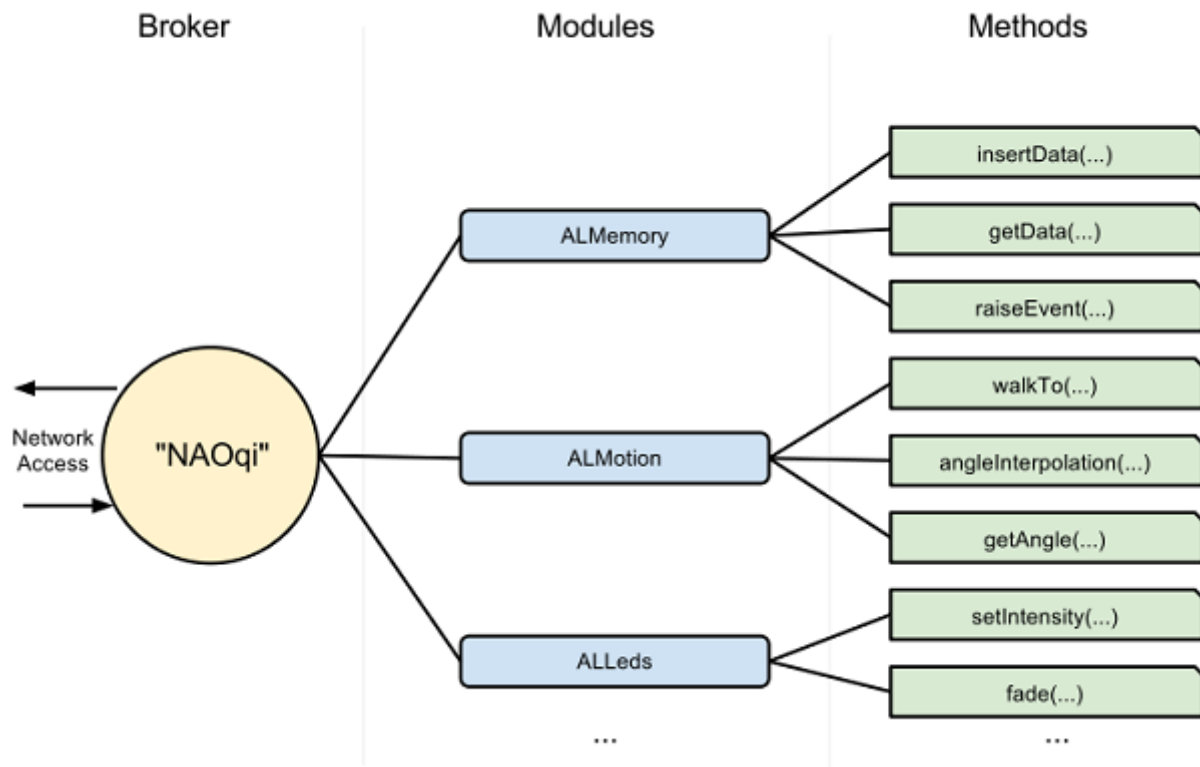 Broker
Modules
Methods
insertData(...)
ALMemory
getData(...)
raiseEvent(...)
walkTo(...)
Network
Access
"NAOqi"
ALMotion
angleInterpolation(...)
getAngle(...)
setIntensity(...)
ALLeds
fade(...)
...
...